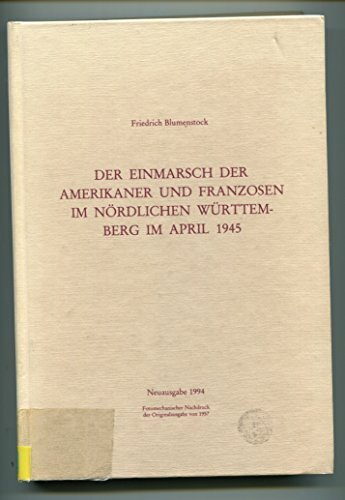 Friedrich Blumenstock
DER EINMARSCH DER
AMERIKANER UND FRANZOSEN
IM NÖRDLICHEN WÜRTTEM-
BERG IM APRIL 1945
Neuausgabe 1994
Fotomechanischer Nachdruck
der Originalausgabe von 1957